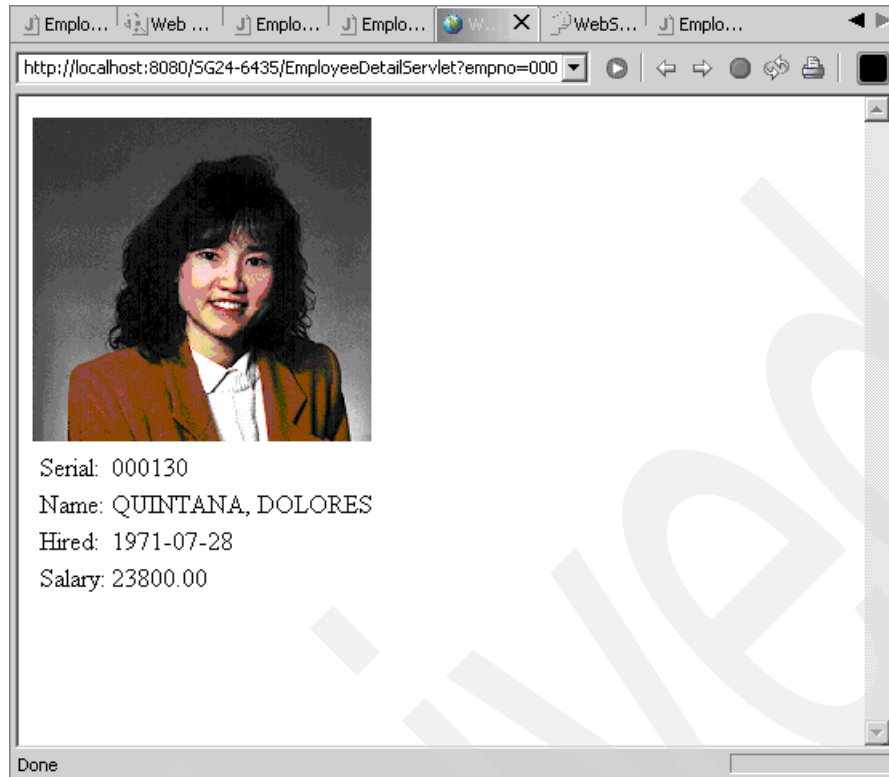 Emplo... Web ... Emplo... Emplo... W... WebS... Emplo...
http://localhost:8080/SG24-6435/EmployeeDetailServlet?empno=000
Serial: 000130
Name: QUINTANA, DOLORES
Hired: 1971-07-28
Salary: 23800.00
Done